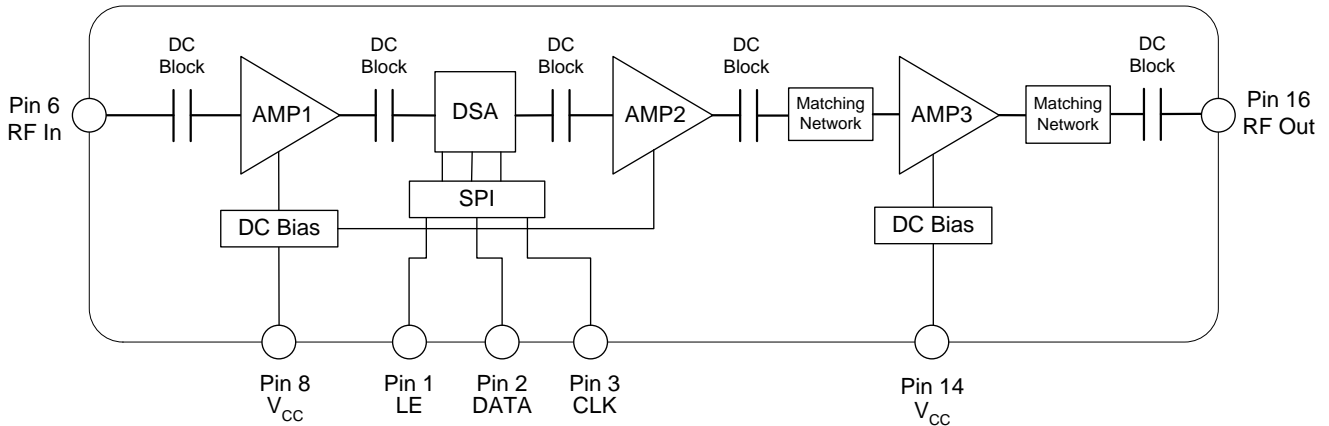 DC
Block
DC
Block
DC
Block
DC
Block
DC
Block
Pin 6
RF In
AMP1
DSA
AMP2
Matching
Network
AMP3
Matching
Network
Pin 16
RF Out
SPI
DC Bias
DC Bias
Pin 8
VCC
Pin 1
LE
Pin 2
DATA
Pin 3
CLK
Pin 14
VCC